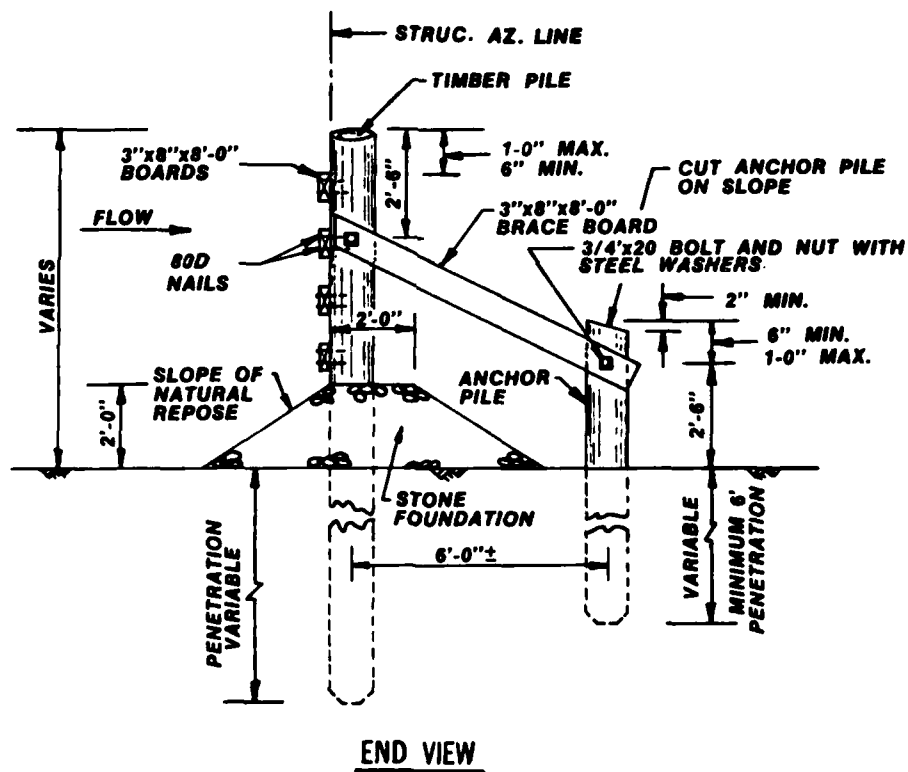 STRUC. AZ. LINE
TIMBER PILE
3"x8"x8'-0"
BOARDS
1-0" MAX.
6" MIN.
CUT ANCHOR PILE
ON SLOPE
2'-6"
3"x8"x8'-0"
BRACE BOARD
FLOW
3/4'x20 BOLT AND NUT WITH
STEEL WASHERS.
60D
NAILS
2" MIN.
VARIES
2'-0"
6" MIN.
1-0" MAX.
SLOPE OF
NATURAL
REPOSE
ANCHOR
PILE
2'-0"
2'-6"
STONE
FOUNDATION
6'-0"±
PENETRATION
VARIABLE
VARIABLE
MINIMUM 6'
PENETRATION
END VIEW